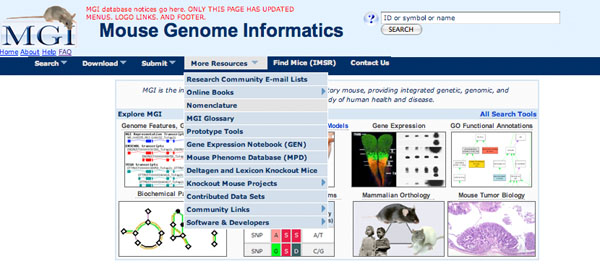 MGI database notices go here. ONLY THIS PAGE HAS UPDATED
MENUS. LOGO LINKS. AND FOOTER.
MGI
Mouse Genome Informatics
? ID or symbol or name
SEARCH
Home About Help FAQ
Search Download Submit More Resources Find Mice (IMSR) Contact Us
Research Community E-mail Lists
Online Books
Nomenclature
MGI Glossary
Prototype Tools
Gene Expression Notebook (GEN)
Mouse Phenome Database (MPD)
Deltagen and Lexicon Knockout Mice
Knockout Mouse Projects
Contributed Data Sets
Community Links
Software & Developers
MGI is the in
tory mouse, providing integrated genetic, genomic, and
dy of human health and disease.
Explore MGI
All Search Tools
Genome Features, G
Models
Gene Expression
GO Functional Annotations
MGI Representative Transcript
Biochemical Pa
ma
Mammalian Orthology
Mouse Tumor Biology
SNP A S S A/T
SNP G S D C/G